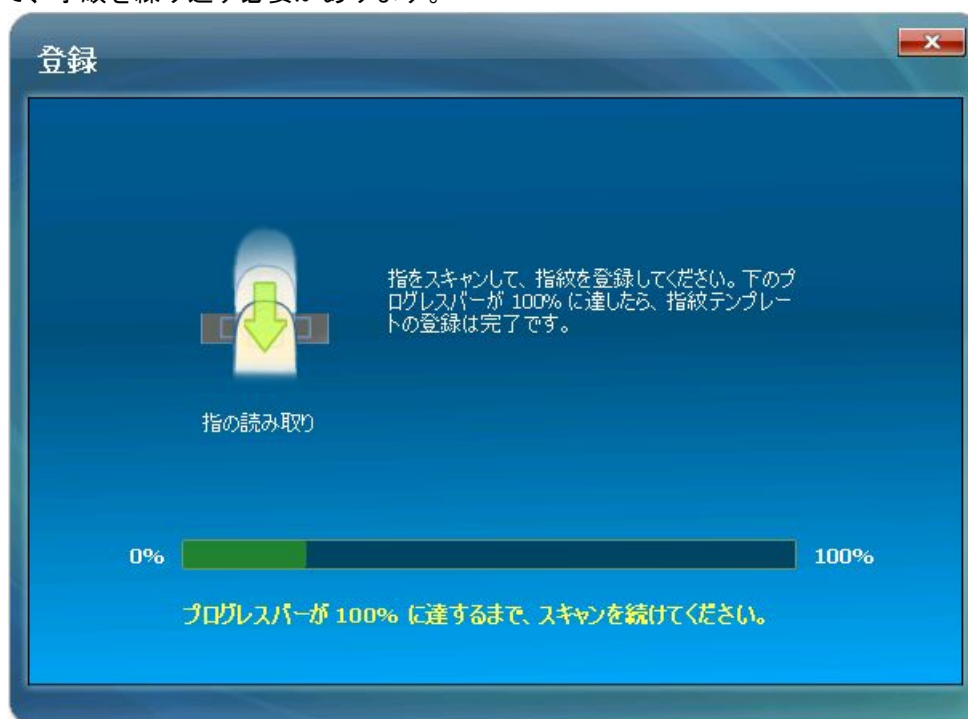 登録
指をスキャンして、指紋を登録してください。下のプ
ログレスバーが 100% に達したら、指紋テンプレー
トの登録は完了です。
指の読み取り
0%
100%
プログレスバーが 100% に達するまで、スキャンを続けてください。